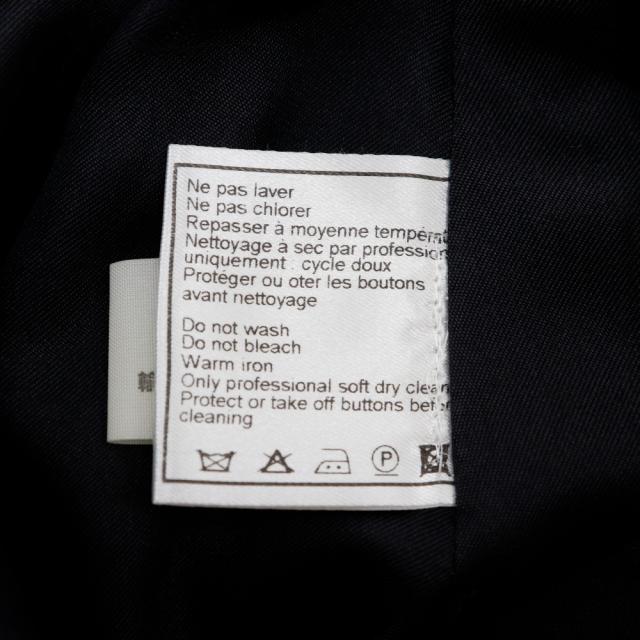 Ne pas laver
Ne pas chlorer
Repasser à moyenne
Nettoyage à sec par
uniquement : cycle doux
Protéger ou oter les boutons
avant nettoyage
Do not wash
Do not bleach
Warm iron
Only professional soft dry
Protect or take off buttons
cleaning
P